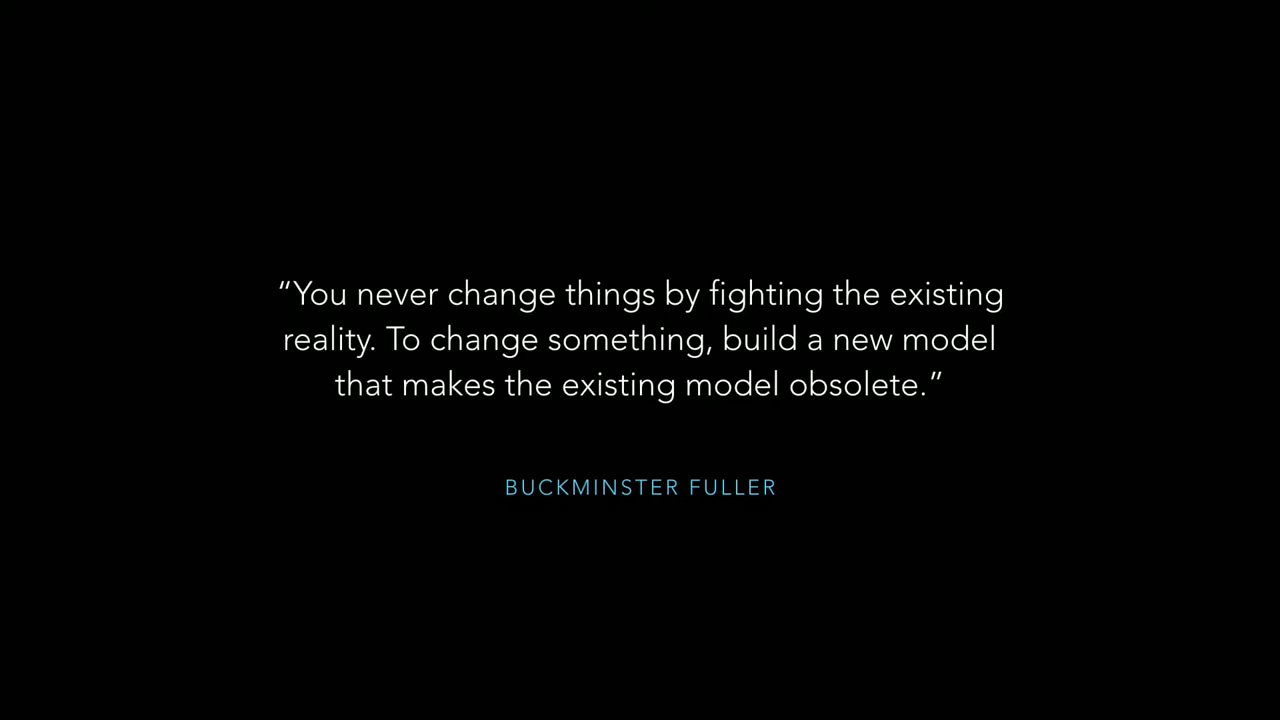 “You never change things by fighting the existing
reality. To change something, build a new model
that makes the existing model obsolete.”
BUCKMINSTER FULLER